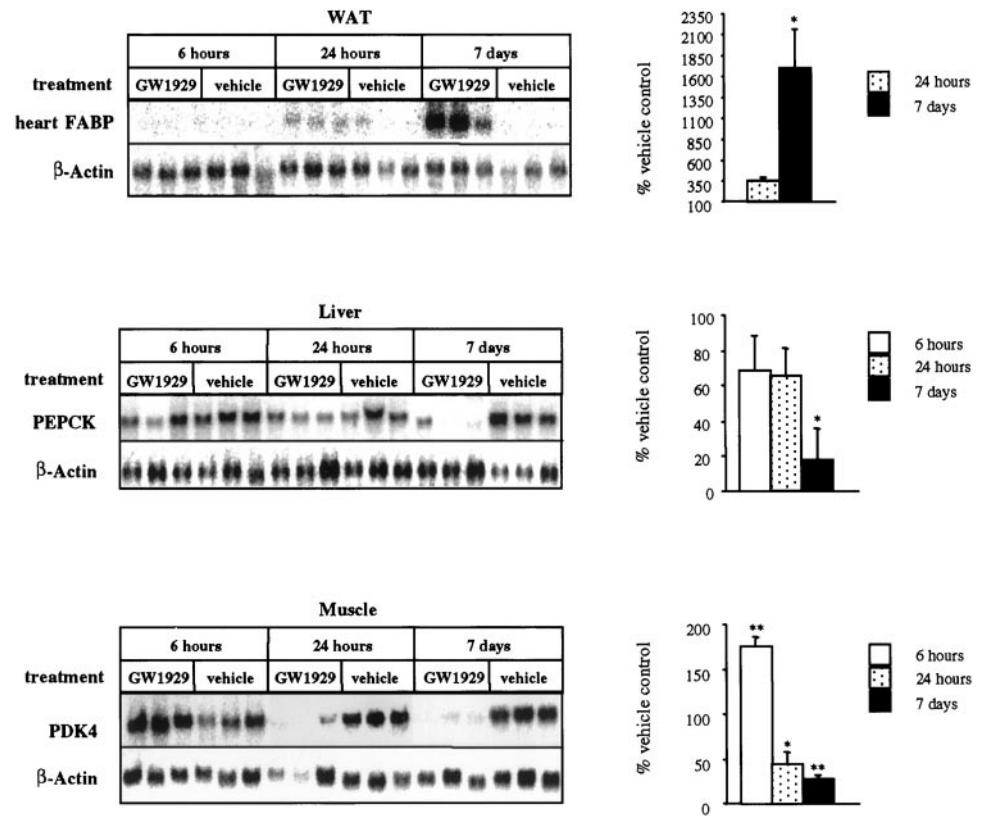 WAT
6 hours 24 hours 7 days
treatment GW1929 vehicle GW1929 vehicle GW1929 vehicle
heart FABP
β-Actin
% vehicle control
2350
2100
1850
1600
1350
1100
850
600
350
100
*
24 hours
7 days
Liver
6 hours 24 hours 7 days
treatment GW1929 vehicle GW1929 vehicle GW1929 vehicle
PEPCK
β-Actin
% vehicle control
100
80
60
40
20
0
*
6 hours
24 hours
7 days
Muscle
6 hours 24 hours 7 days
treatment GW1929 vehicle GW1929 vehicle GW1929 vehicle
PDK4
β-Actin
% vehicle control
200
150
100
50
0
**
*
**
6 hours
24 hours
7 days